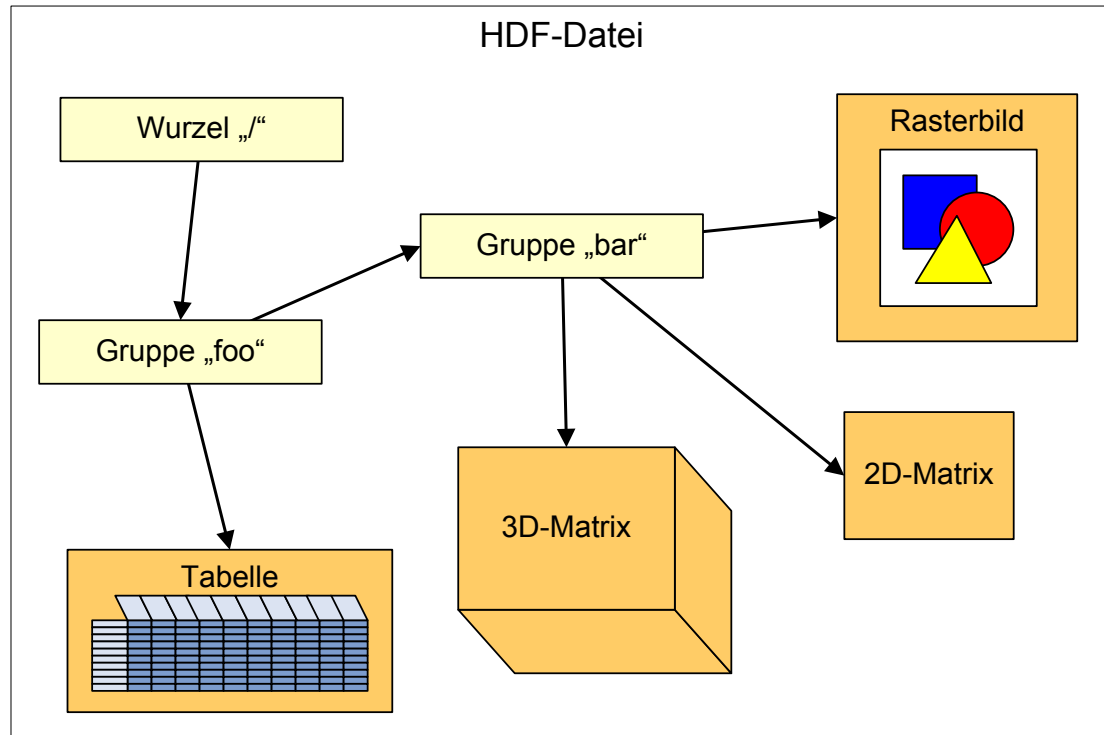 HDF-Datei
Wurzel „/“
Rasterbild
Gruppe „bar“
Gruppe „foo“
2D-Matrix
3D-Matrix
Tabelle